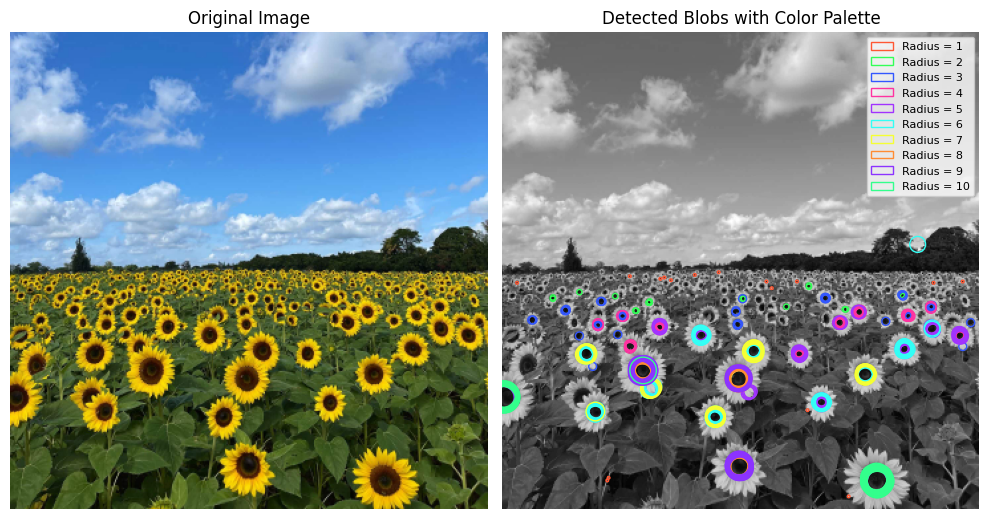 Original Image
Detected Blobs with Color Palette
Radius = 1
Radius = 2
Radius = 3
Radius = 4
Radius = 5
Radius = 6
Radius = 7
Radius = 8
Radius = 9
Radius = 10